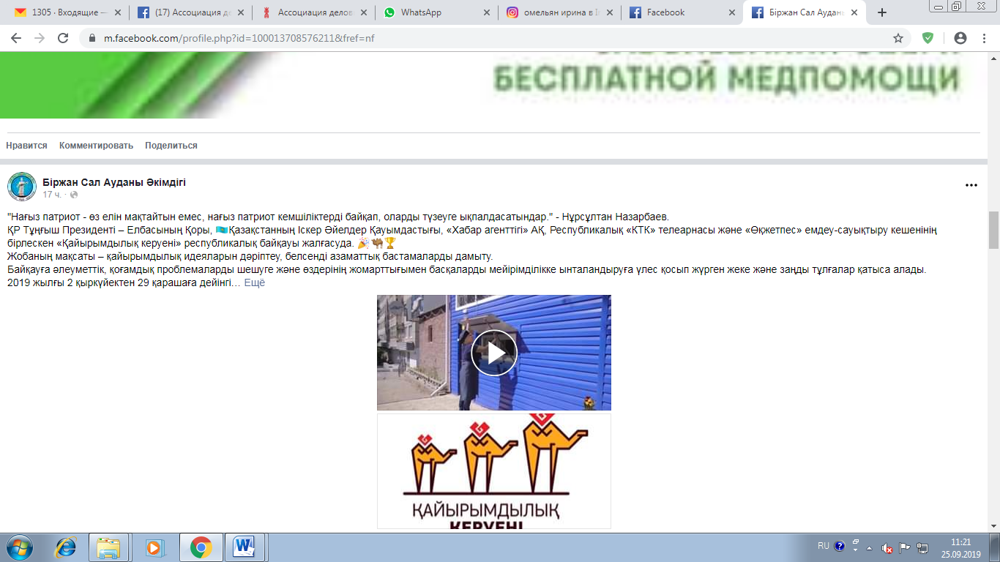 1305 · Входящие —
(17) Ассоциация де
Ассоциация делов
WhatsApp
омельян ирина в I
Facebook
Біржан Сал Аудань
m.facebook.com/profile.php?id=100013708576211&fref=nf
БЕСПЛАТНОЙ МЕДПОМОЩИ
Нравится Комментировать Поделиться
Біржан Сал Ауданы Әкімдігі
17 ч. ·
"Нағыз патриот - өз елін мақтайтын емес, нағыз патриот кемшіліктерді байқап, оларды түзеуге ықпалдасатындар." - Нұрсұлтан Назарбаев.
ҚР Тұңғыш Президенті – Елбасының Қоры, 🇰🇿Қазақстанның Іскер Әйелдер Қауымдастығы, «Хабар агенттігі» АҚ, Республикалық «КТК» телеарнасы және «Өқжетпес» емдеу-сауықтыру кешенінің
бірлескен «Қайырымдылық керуені» республикалық байқауы жалғасуда. 🎉🐪🏆
Жобаның мақсаты – қайырымдылық идеяларын дәріптеу, белсенді азаматтық бастамаларды дамыту.
Байқауға әлеуметтік, қоғамдық проблемаларды шешуге және өздерінің жомарттығымен басқаларды мейірімділікке ынталандыруға үлес қосып жүрген жеке және заңды тұлғалар қатыса алады.
2019 жылғы 2 қыркүйектен 29 қарашаға дейінгі… Ещё
ҚАЙЫРЫМДЫЛЫҚ
КЕРУЕНІ
RU
11:21
25.09.2019